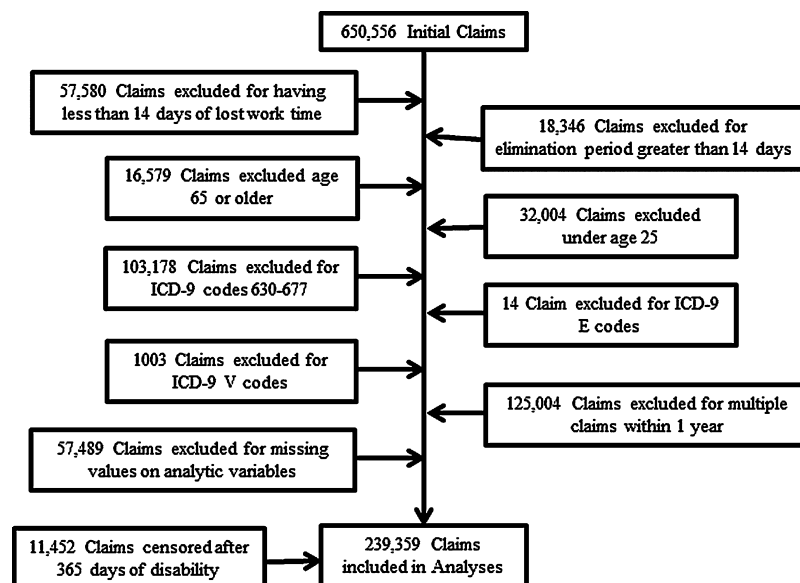 650,556 Initial Claims
57,580 Claims excluded for having
less than 14 days of lost work time
18,346 Claims excluded for
elimination period greater than 14 days
16,579 Claims excluded age
65 or older
32,004 Claims excluded
under age 25
103,178 Claims excluded for
ICD-9 codes 630-677
14 Claim excluded for ICD-9
E codes
1003 Claims excluded for
ICD-9 V codes
125,004 Claims excluded for multiple
claims within 1 year
57,489 Claims excluded for missing
values on analytic variables
11,452 Claims censored after
365 days of disability
239,359 Claims
included in Analyses